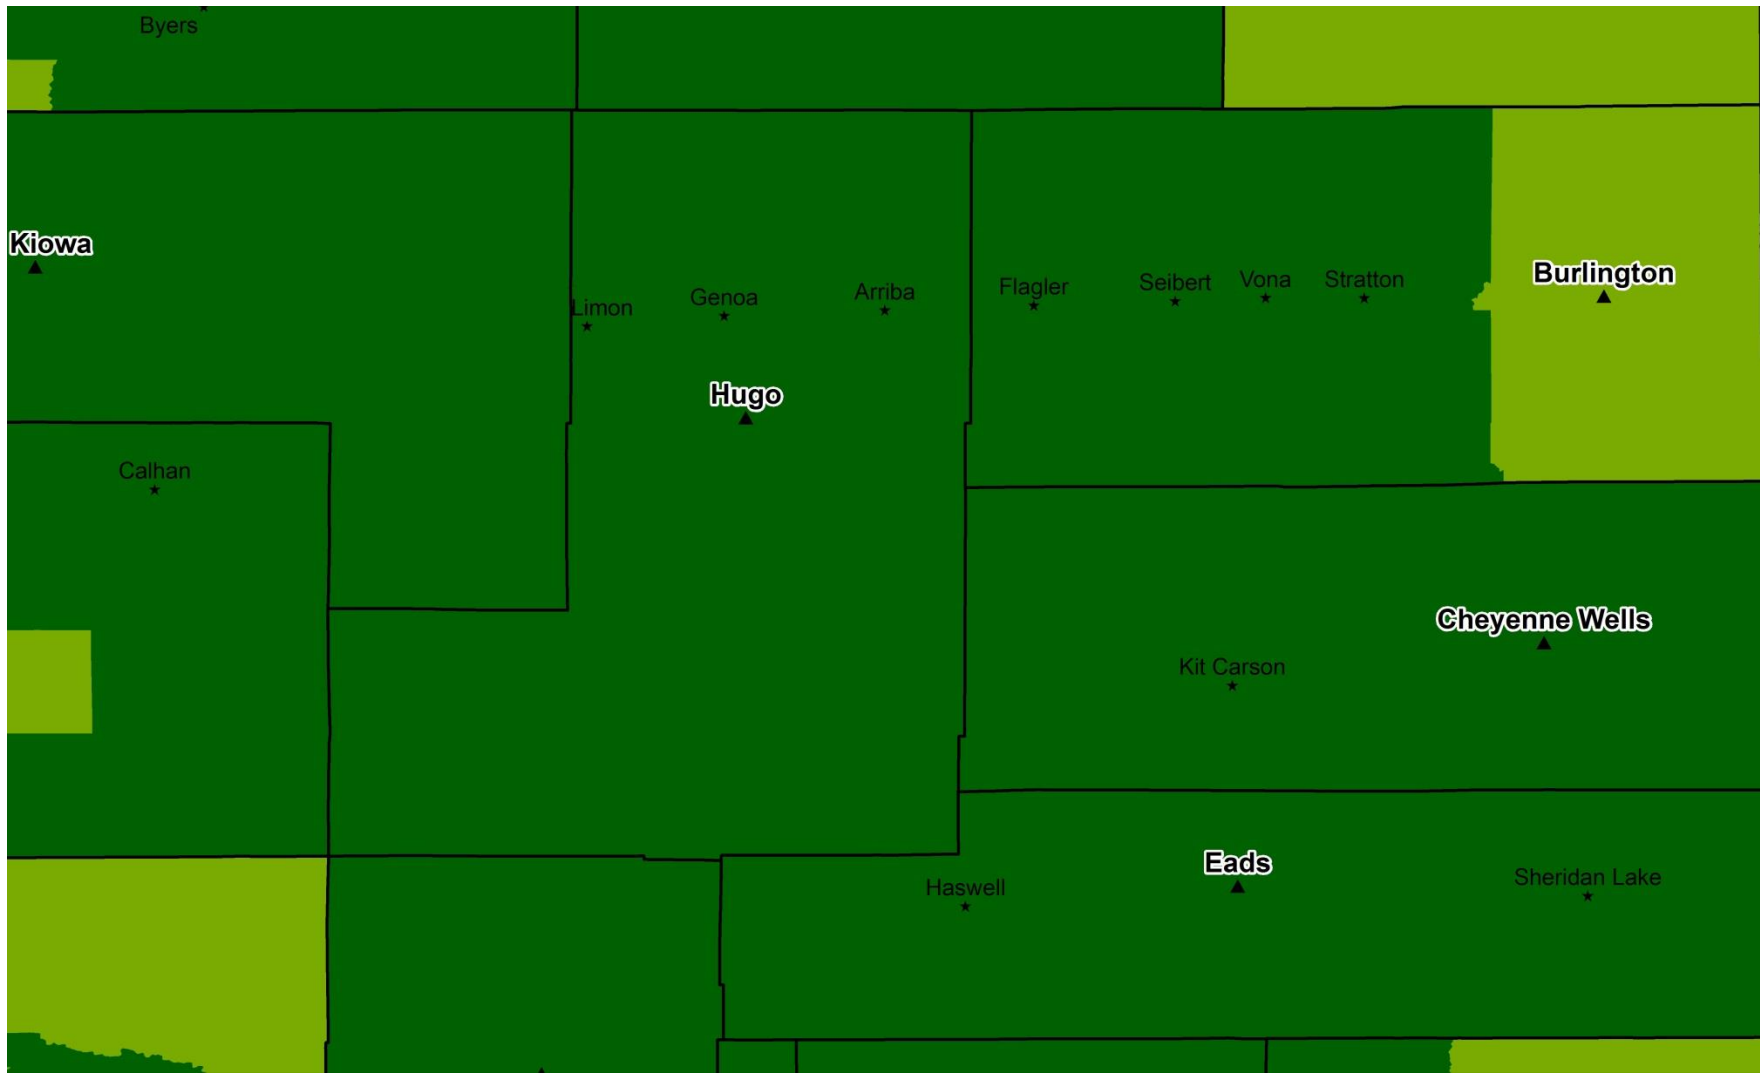 Byers
Kiowa
Burlington
Limon
Genoa
Arriba
Flagler
Seibert
Vona
Stratton
Hugo
Calhan
Cheyenne Wells
Kit Carson
Eads
Haswell
Sheridan Lake